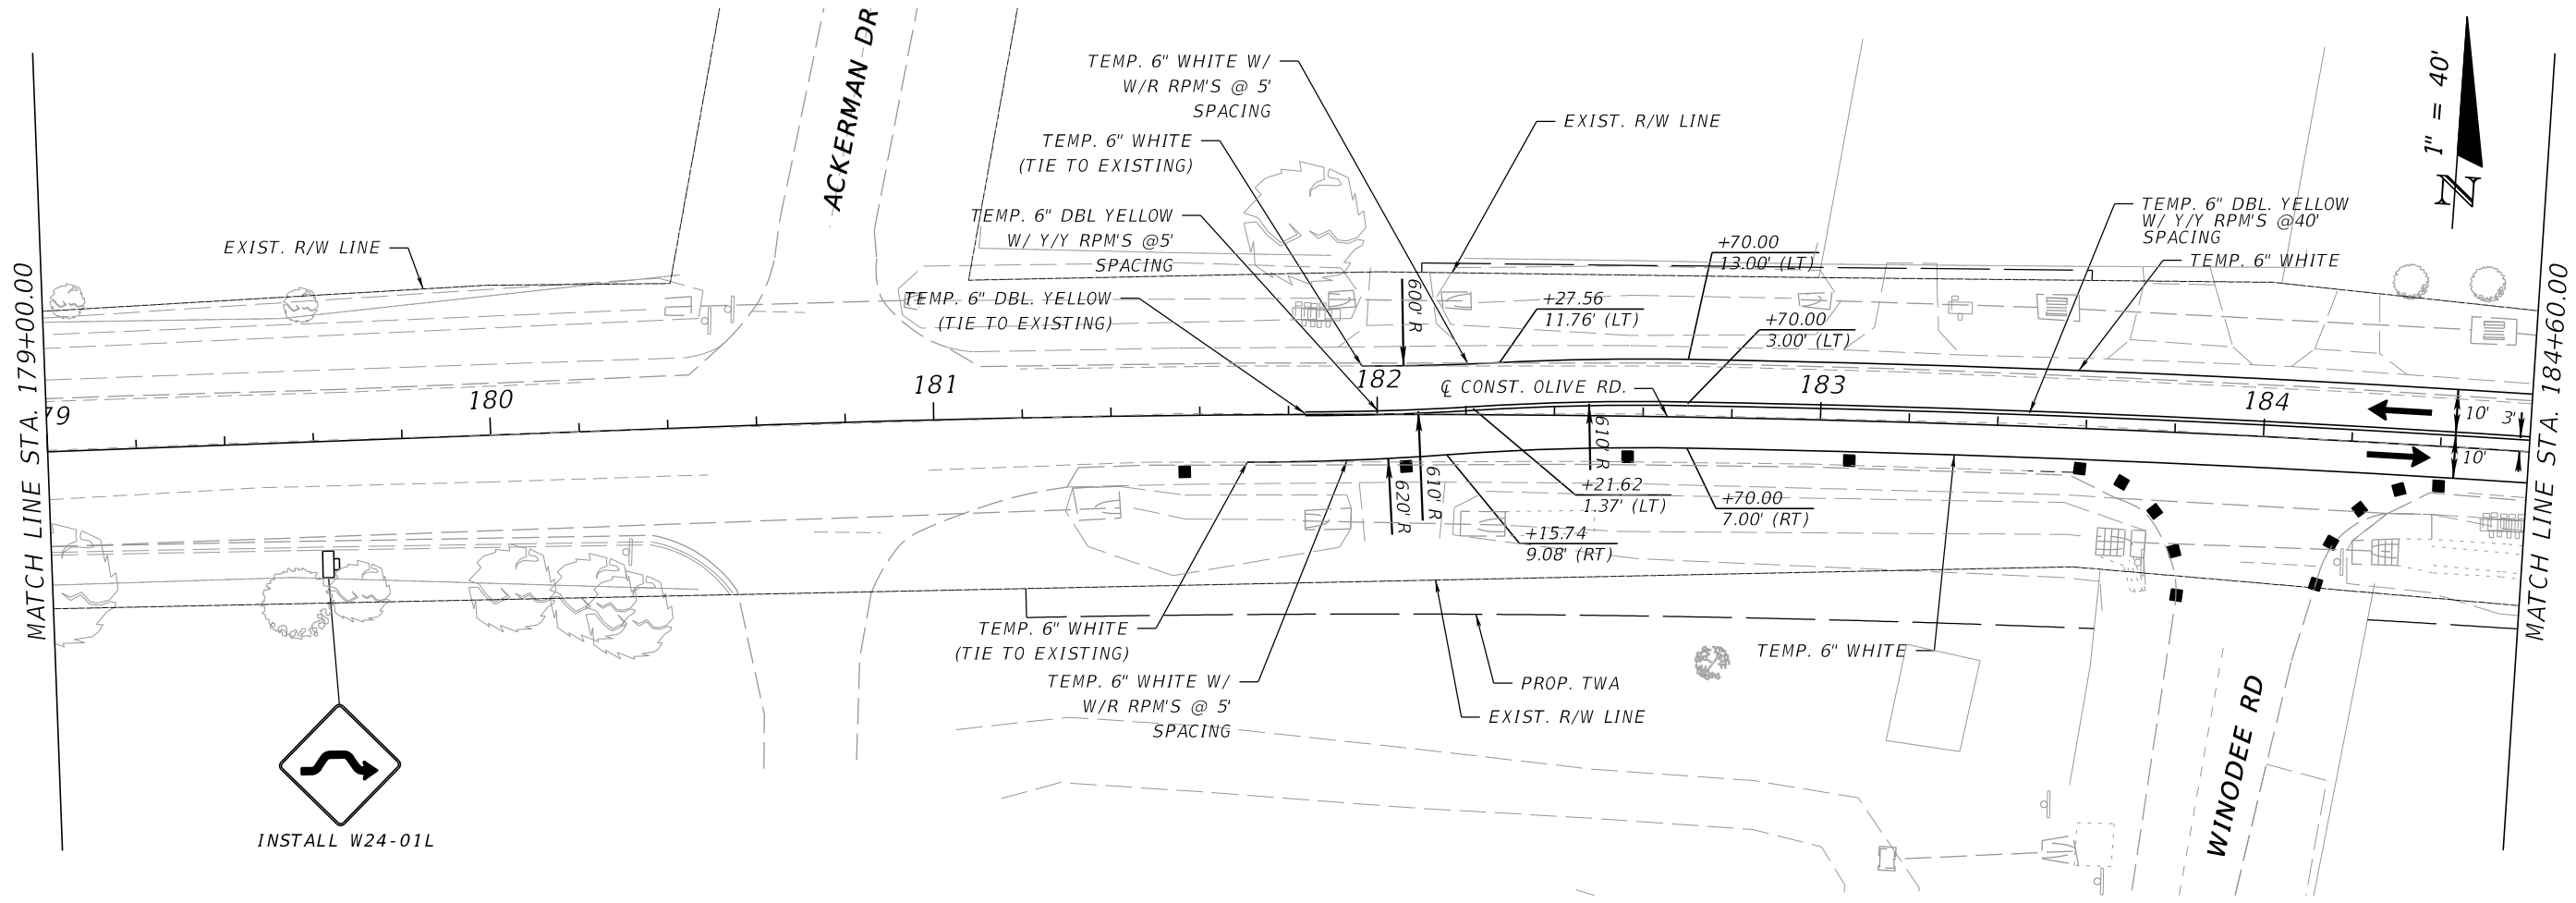 MATCH LINE STA. 179+00.00
EXIST. R/W LINE
ACKERMAN DR
TEMP. 6" WHITE W/
W/R RPM'S @ 5'
SPACING
TEMP. 6" WHITE
(TIE TO EXISTING)
TEMP. 6" DBL YELLOW
W/ Y/Y RPM'S @5'
SPACING
TEMP. 6" DBL. YELLOW
(TIE TO EXISTING)
EXIST. R/W LINE
+70.00
13.00' (LT)
+27.56
11.76' (LT)
+70.00
3.00' (LT)
600' R
TEMP. 6" DBL. YELLOW
W/ Y/Y RPM'S @40'
SPACING
TEMP. 6" WHITE
1" = 40'
N
79
180
181
182
183
184
℄ CONST. OLIVE RD.
10'
3'
10'
610' R
610' R
620' R
+21.62
1.37' (LT)
+70.00
7.00' (RT)
+15.74
9.08' (RT)
TEMP. 6" WHITE
(TIE TO EXISTING)
TEMP. 6" WHITE W/
W/R RPM'S @ 5'
SPACING
PROP. TWA
EXIST. R/W LINE
TEMP. 6" WHITE
WINODEE RD
INSTALL W24-01L
MATCH LINE STA. 184+60.00